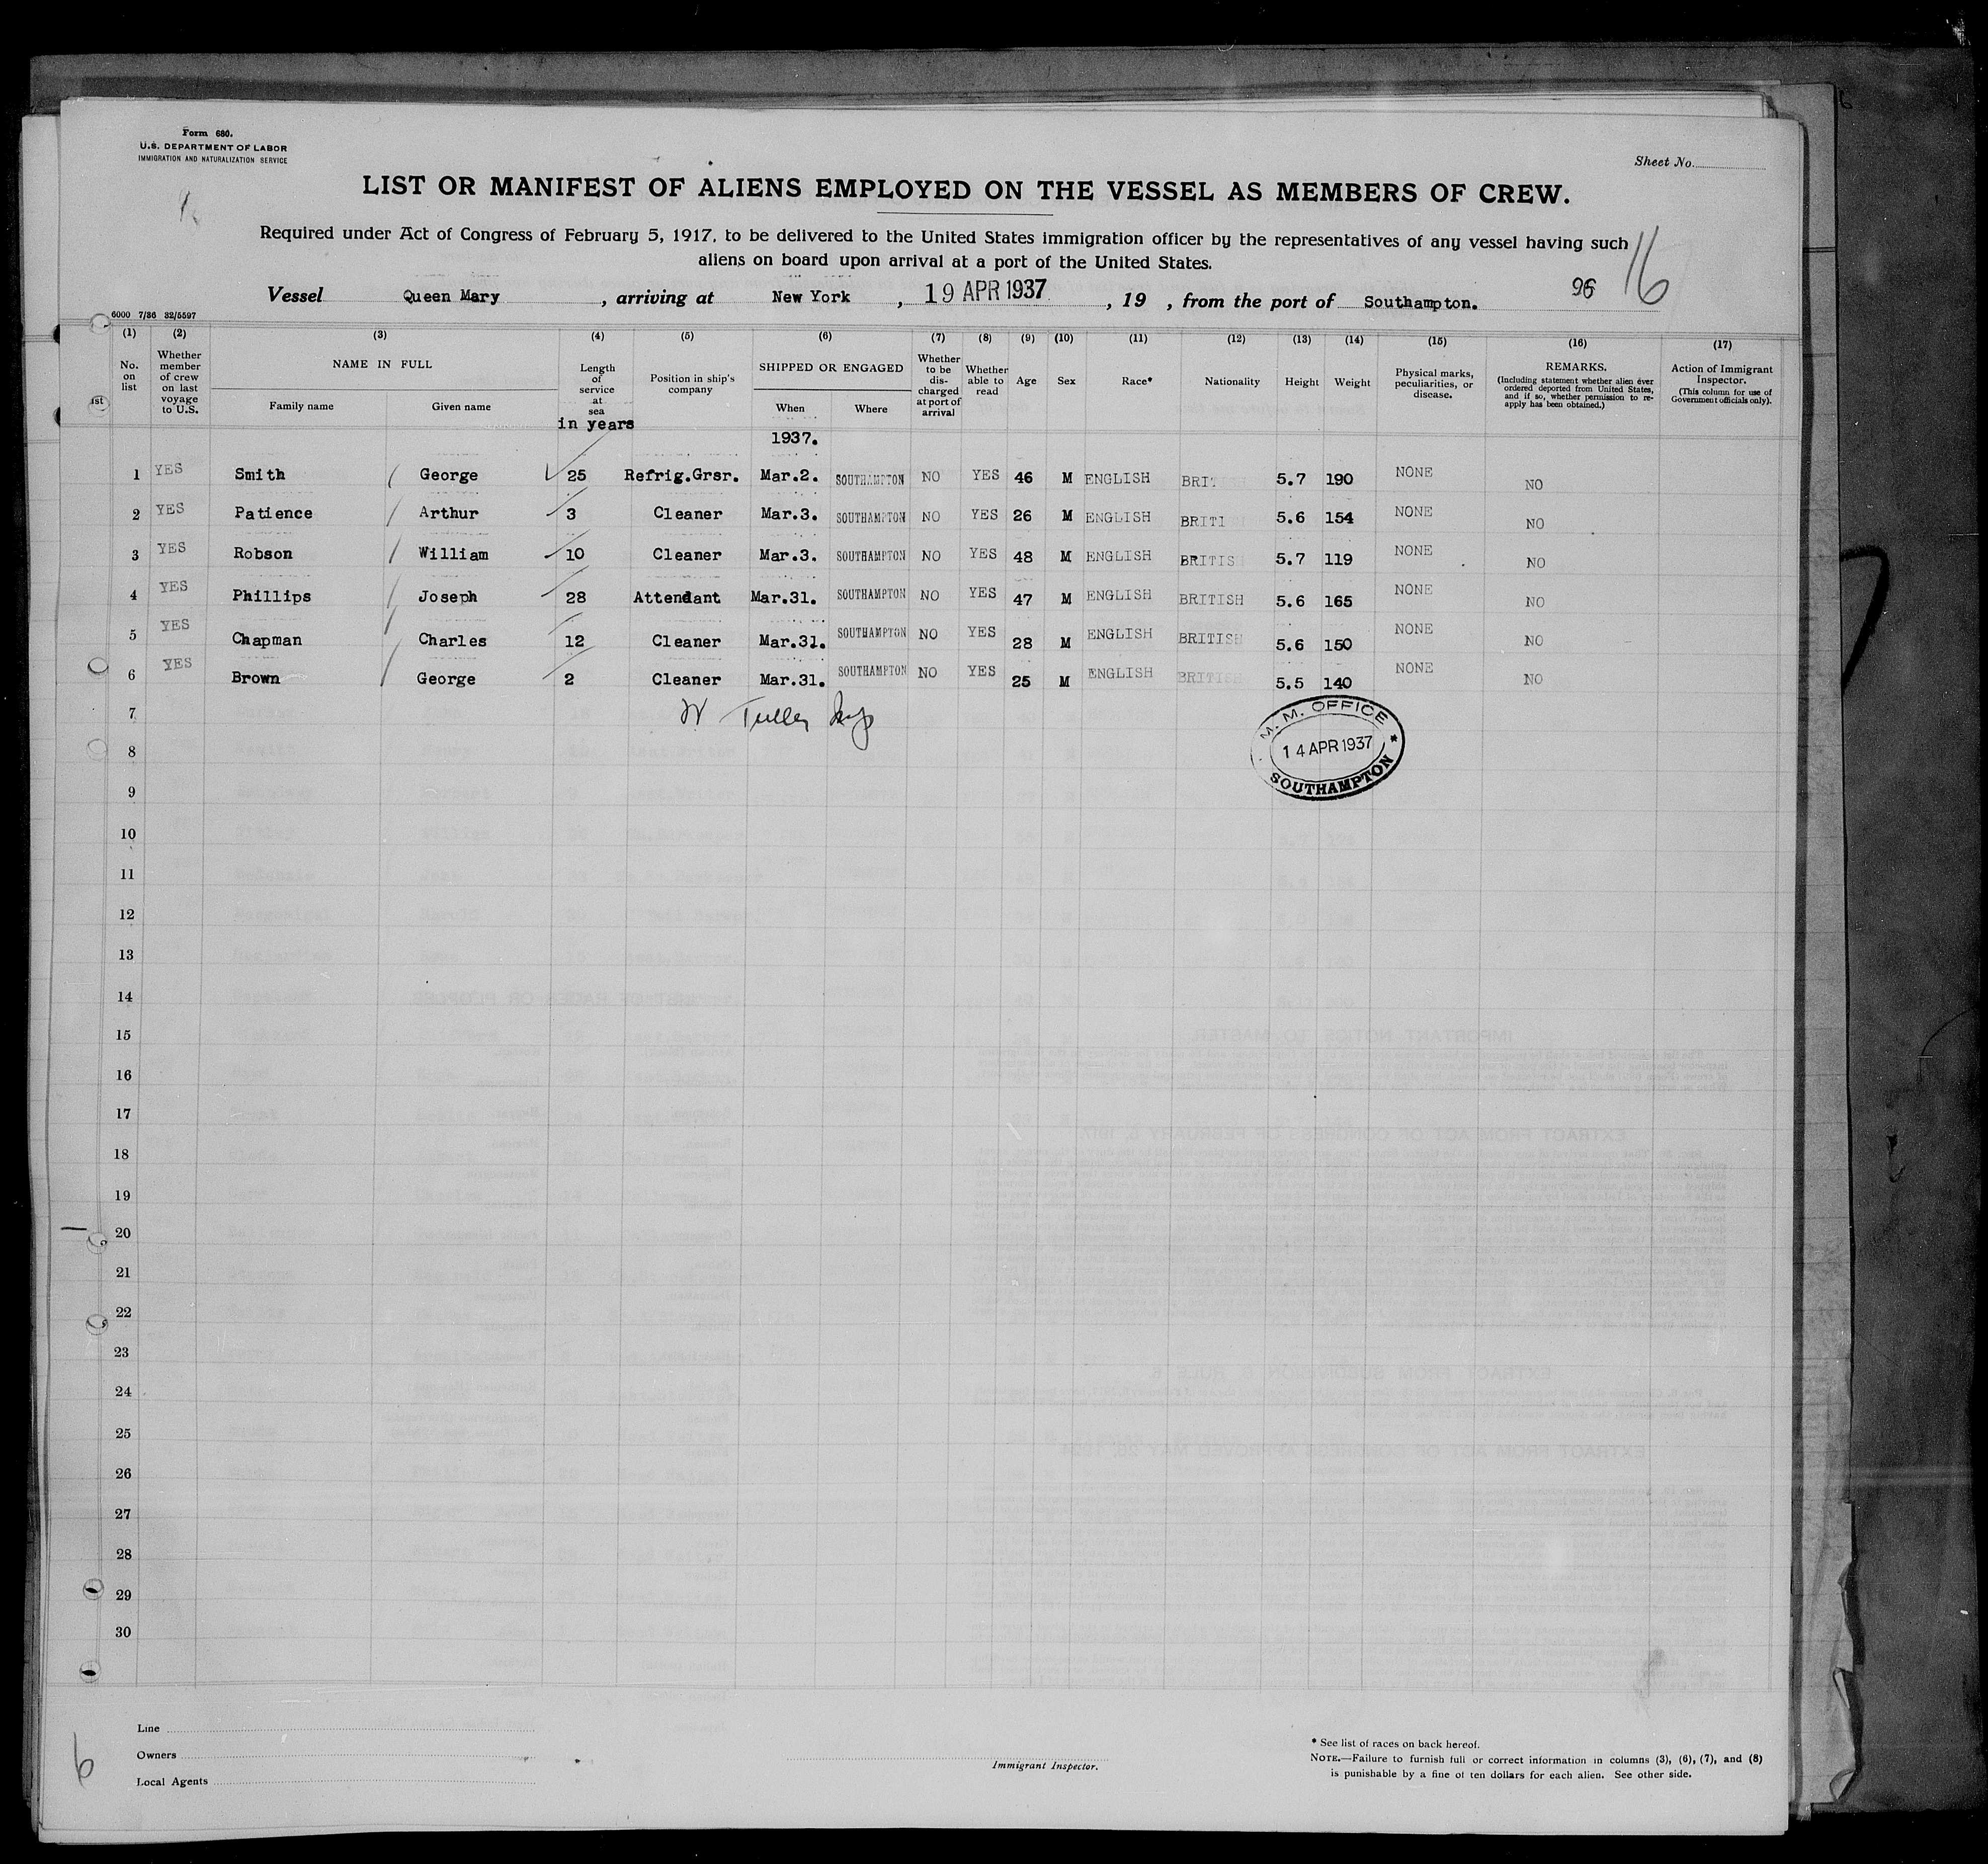 Form 680.
U.S. DEPARTMENT OF LABOR
IMMIGRATION AND NATURALIZATION SERVICE
Sheet No.
LIST OR MANIFEST OF ALIENS EMPLOYED ON THE VESSEL AS MEMBERS OF CREW.
Required under Act of Congress of February 5, 1917, to be delivered to the United States immigration officer by the representatives of any vessel having such
aliens on board upon arrival at a port of the United States.
16
96
Vessel Queen Mary , arriving at New York , 19 APR 1937 , 19 , from the port of Southampton.
6000 7/36 32/5597
(1) (2) (3) (4) (5) (6) (7) (8) (9) (10) (11) (12) (13) (14) (15) (16) (17)
No. on list
Whether member of crew on last voyage to U.S.
NAME IN FULL
Family name Given name
Length of service at sea
in years
Position in ship's company
SHIPPED OR ENGAGED
When Where
Whether to be discharged at port of arrival
Whether able to read
Age
Sex
Race*
Nationality
Height
Weight
Physical marks, peculiarities, or disease.
REMARKS.
(Including statement whether alien ever ordered deported from United States, and if so, whether permission to reapply has been obtained.)
Action of Immigrant Inspector.
(This column for use of Government officials only).
1st
1937.
1 YES Smith George 25 Refrig.Grsr. Mar.2. SOUTHAMPTON NO YES 46 M ENGLISH BRIT 5.7 190 NONE NO
2 YES Patience Arthur 3 Cleaner Mar.3. SOUTHAMPTON NO YES 26 M ENGLISH BRITI 5.6 154 NONE NO
3 YES Robson William 10 Cleaner Mar.3. SOUTHAMPTON NO YES 48 M ENGLISH BRITIS 5.7 119 NONE NO
4 YES Phillips Joseph 28 Attendant Mar.31. SOUTHAMPTON NO YES 47 M ENGLISH BRITISH 5.6 165 NONE NO
5 YES Chapman Charles 12 Cleaner Mar.31. SOUTHAMPTON NO YES 28 M ENGLISH BRITISH 5.6 150 NONE NO
6 YES Brown George 2 Cleaner Mar.31. SOUTHAMPTON NO YES 25 M ENGLISH BRITISH 5.5 140 NONE NO
7
M. M. OFFICE
14 APR 1937
SOUTHAMPTON
8
9
10
11
12
13
14
15
16
17
18
19
20
21
22
23
24
25
26
27
28
29
30
6
Line
Owners
Local Agents
Immigrant Inspector.
* See list of races on back hereof.
NOTE.—Failure to furnish full or correct information in columns (3), (6), (7), and (8)
is punishable by a fine of ten dollars for each alien. See other side.